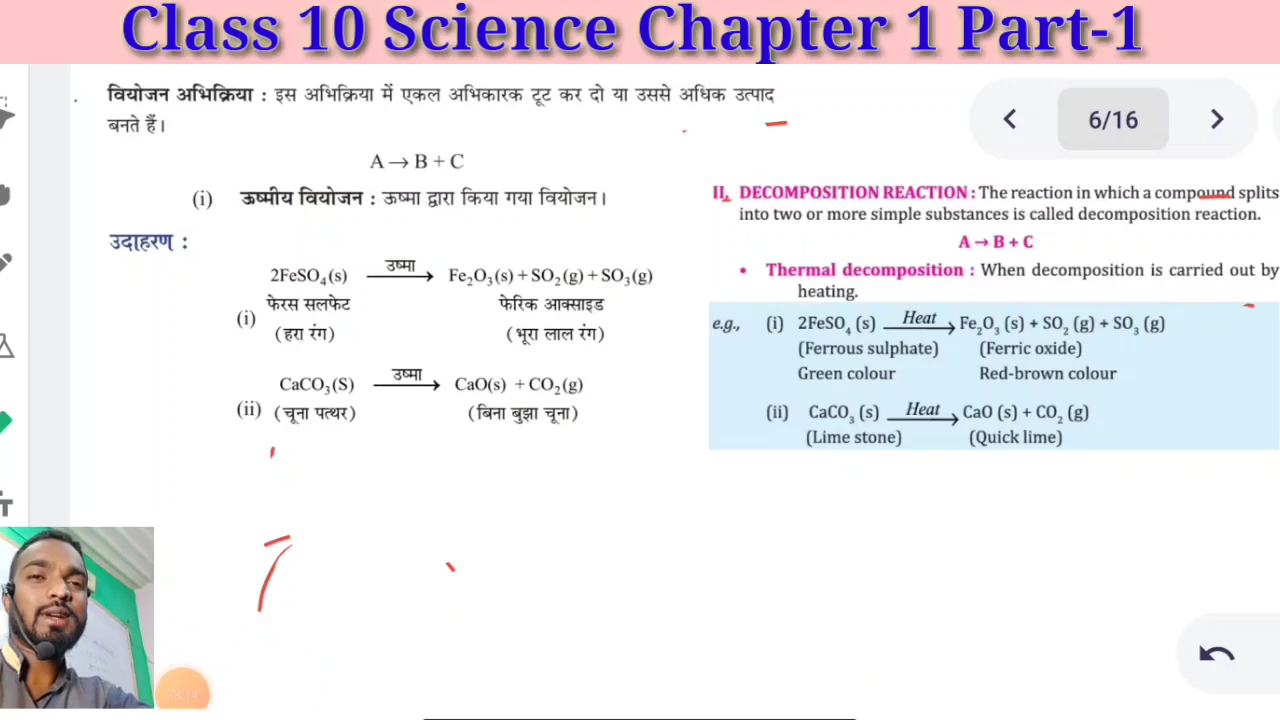 Class 10 Science Chapter 1 Part-1
वियोजन अभिक्रिया : इस अभिक्रिया में एकल अभिकारक टूट कर दो या उससे अधिक उत्पाद
बनते हैं।
A → B + C
(i) ऊष्मीय वियोजन : ऊष्मा द्वारा किया गया वियोजन।
उदाहरण :
उष्मा
2FeSO₄(s) ⟶ Fe₂O₃(s) + SO₂(g) + SO₃(g)
फेरस सलफेट फेरिक आक्साइड
(i)
(हरा रंग) (भूरा लाल रंग)
उष्मा
CaCO₃(S) ⟶ CaO(s) + CO₂(g)
(ii) (चूना पत्थर) (बिना बुझा चूना)
6/16
II. DECOMPOSITION REACTION : The reaction in which a compound splits
into two or more simple substances is called decomposition reaction.
A → B + C
• Thermal decomposition : When decomposition is carried out by
heating.
Heat
e.g., (i) 2FeSO₄ (s) ⟶ Fe₂O₃ (s) + SO₂ (g) + SO₃ (g)
(Ferrous sulphate) (Ferric oxide)
Green colour Red-brown colour
Heat
(ii) CaCO₃ (s) ⟶ CaO (s) + CO₂ (g)
(Lime stone) (Quick lime)